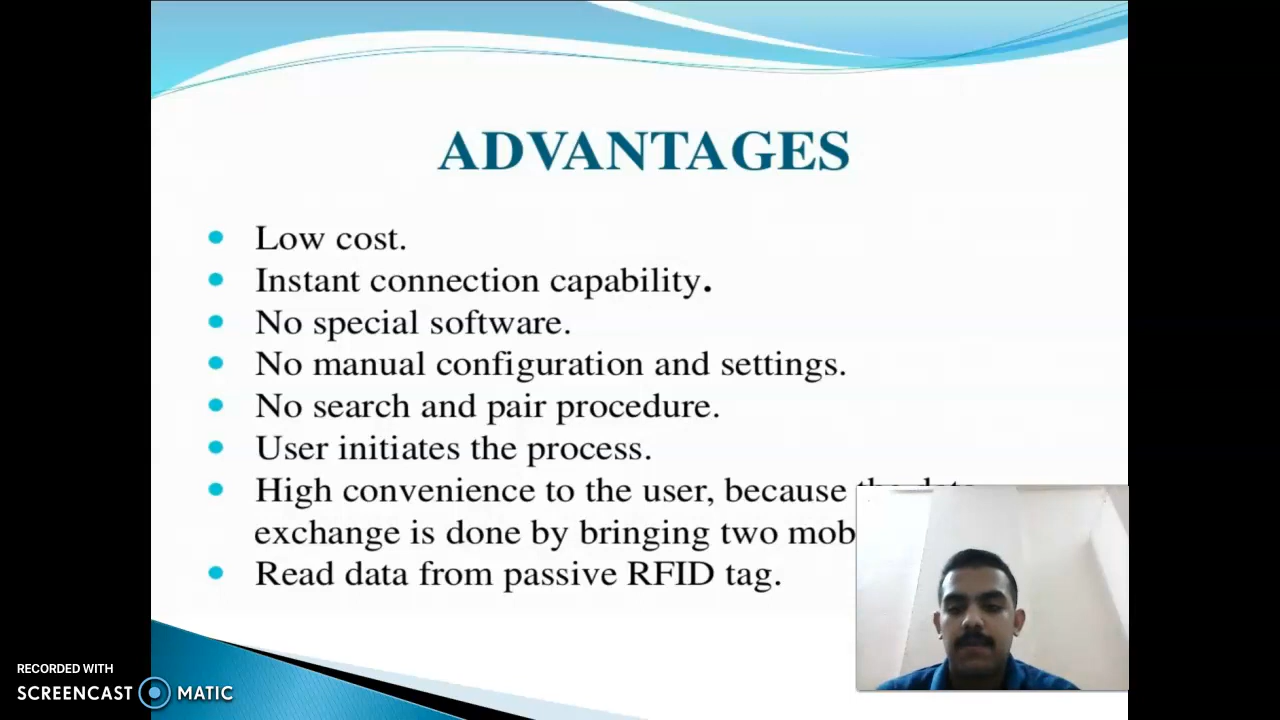 ADVANTAGES
Low cost.
Instant connection capability.
No special software.
No manual configuration and settings.
No search and pair procedure.
User initiates the process.
High convenience to the user, because the data
exchange is done by bringing two mob
Read data from passive RFID tag.
RECORDED WITH
SCREENCAST MATIC